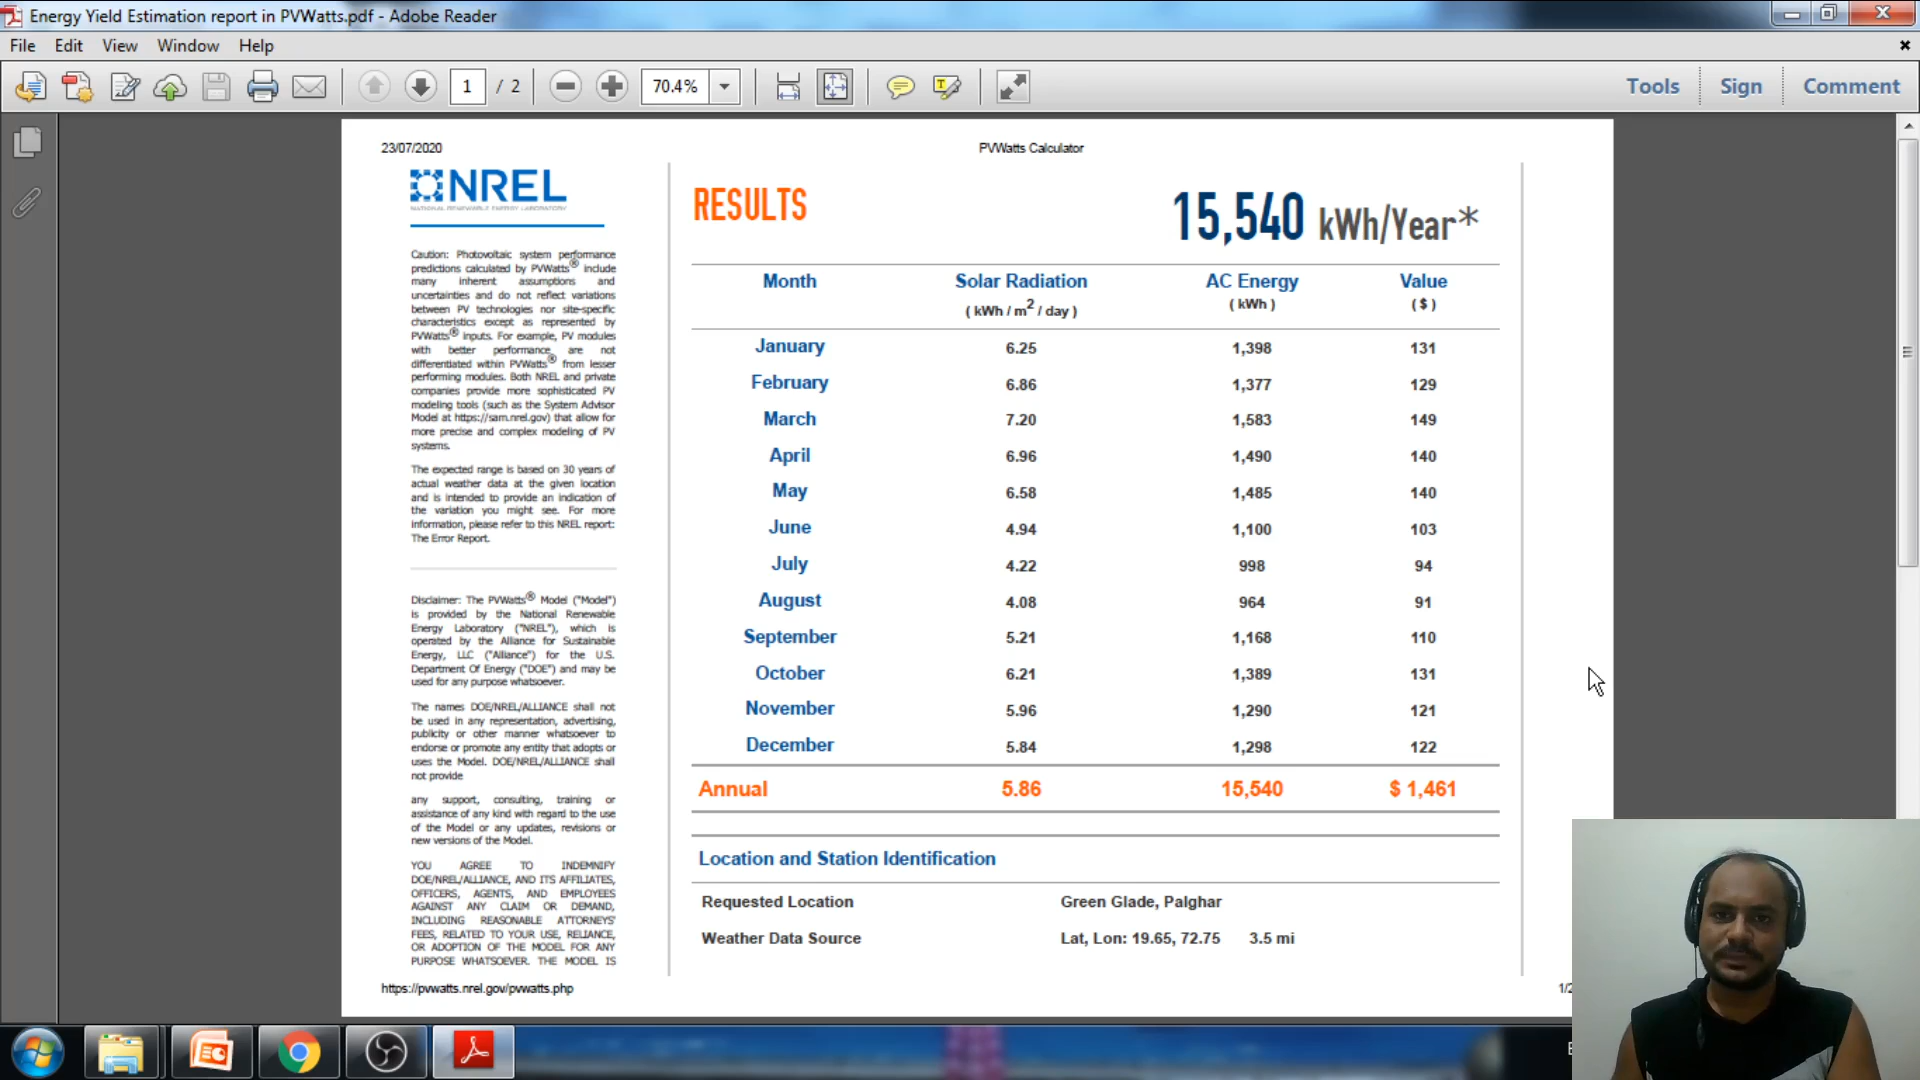 Energy Yield Estimation report in PVWatts.pdf - Adobe Reader
File Edit View Window Help
1 / 2 70.4% Tools Sign Comment
23/07/2020 PVWatts Calculator
NREL
NATIONAL RENEWABLE ENERGY LABORATORY
Caution: Photovoltaic system performance
predictions calculated by PVWatts® include
many inherent assumptions and
uncertainties and do not reflect variations
between PV technologies nor site-specific
characteristics except as represented by
PVWatts® inputs. For example, PV modules
with better performance are not
differentiated within PVWatts® from lesser
performing modules. Both NREL and private
companies provide more sophisticated PV
modeling tools (such as the System Advisor
Model at https://sam.nrel.gov) that allow for
more precise and complex modeling of PV
systems.
The expected range is based on 30 years of
actual weather data at the given location
and is intended to provide an indication of
the variation you might see. For more
information, please refer to this NREL report:
The Error Report.
Disclaimer: The PVWatts® Model ("Model")
is provided by the National Renewable
Energy Laboratory ("NREL"), which is
operated by the Alliance for Sustainable
Energy, LLC ("Alliance") for the U.S.
Department Of Energy ("DOE") and may be
used for any purpose whatsoever.
The names DOE/NREL/ALLIANCE shall not
be used in any representation, advertising,
publicity or other manner whatsoever to
endorse or promote any entity that adopts or
uses the Model. DOE/NREL/ALLIANCE shall
not provide
any support, consulting, training or
assistance of any kind with regard to the use
of the Model or any updates, revisions or
new versions of the Model.
YOU AGREE TO INDEMNIFY
DOE/NREL/ALLIANCE, AND ITS AFFILIATES,
OFFICERS, AGENTS, AND EMPLOYEES
AGAINST ANY CLAIM OR DEMAND,
INCLUDING REASONABLE ATTORNEYS'
FEES, RELATED TO YOUR USE, RELIANCE,
OR ADOPTION OF THE MODEL FOR ANY
PURPOSE WHATSOEVER. THE MODEL IS
RESULTS 15,540 kWh/Year*
Month Solar Radiation AC Energy Value
( kWh / m2 / day ) ( kWh ) ( $ )
January 6.25 1,398 131
February 6.86 1,377 129
March 7.20 1,583 149
April 6.96 1,490 140
May 6.58 1,485 140
June 4.94 1,100 103
July 4.22 998 94
August 4.08 964 91
September 5.21 1,168 110
October 6.21 1,389 131
November 5.96 1,290 121
December 5.84 1,298 122
Annual 5.86 15,540 $ 1,461
Location and Station Identification
Requested Location Green Glade, Palghar
Weather Data Source Lat, Lon: 19.65, 72.75 3.5 mi
https://pvwatts.nrel.gov/pvwatts.php